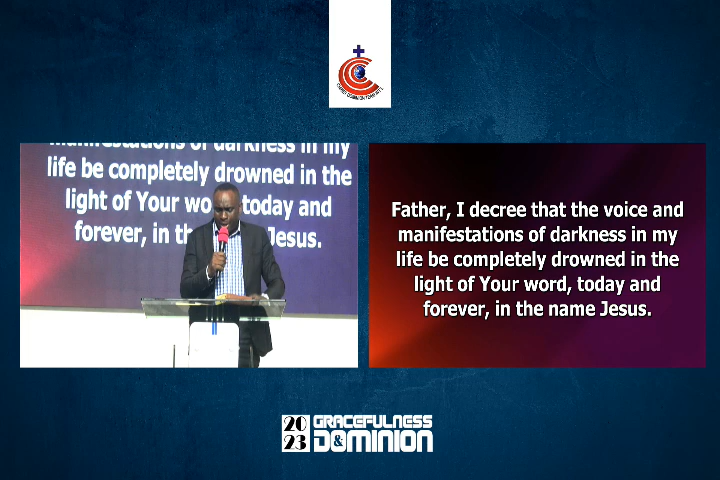 manifestations of darkness in my
life be completely drowned in the
light of Your wo today and
forever, in th Jesus.
Father, I decree that the voice and
manifestations of darkness in my
life be completely drowned in the
light of Your word, today and
forever, in the name Jesus.
2023 GRACEFULNESS
& DOMINION